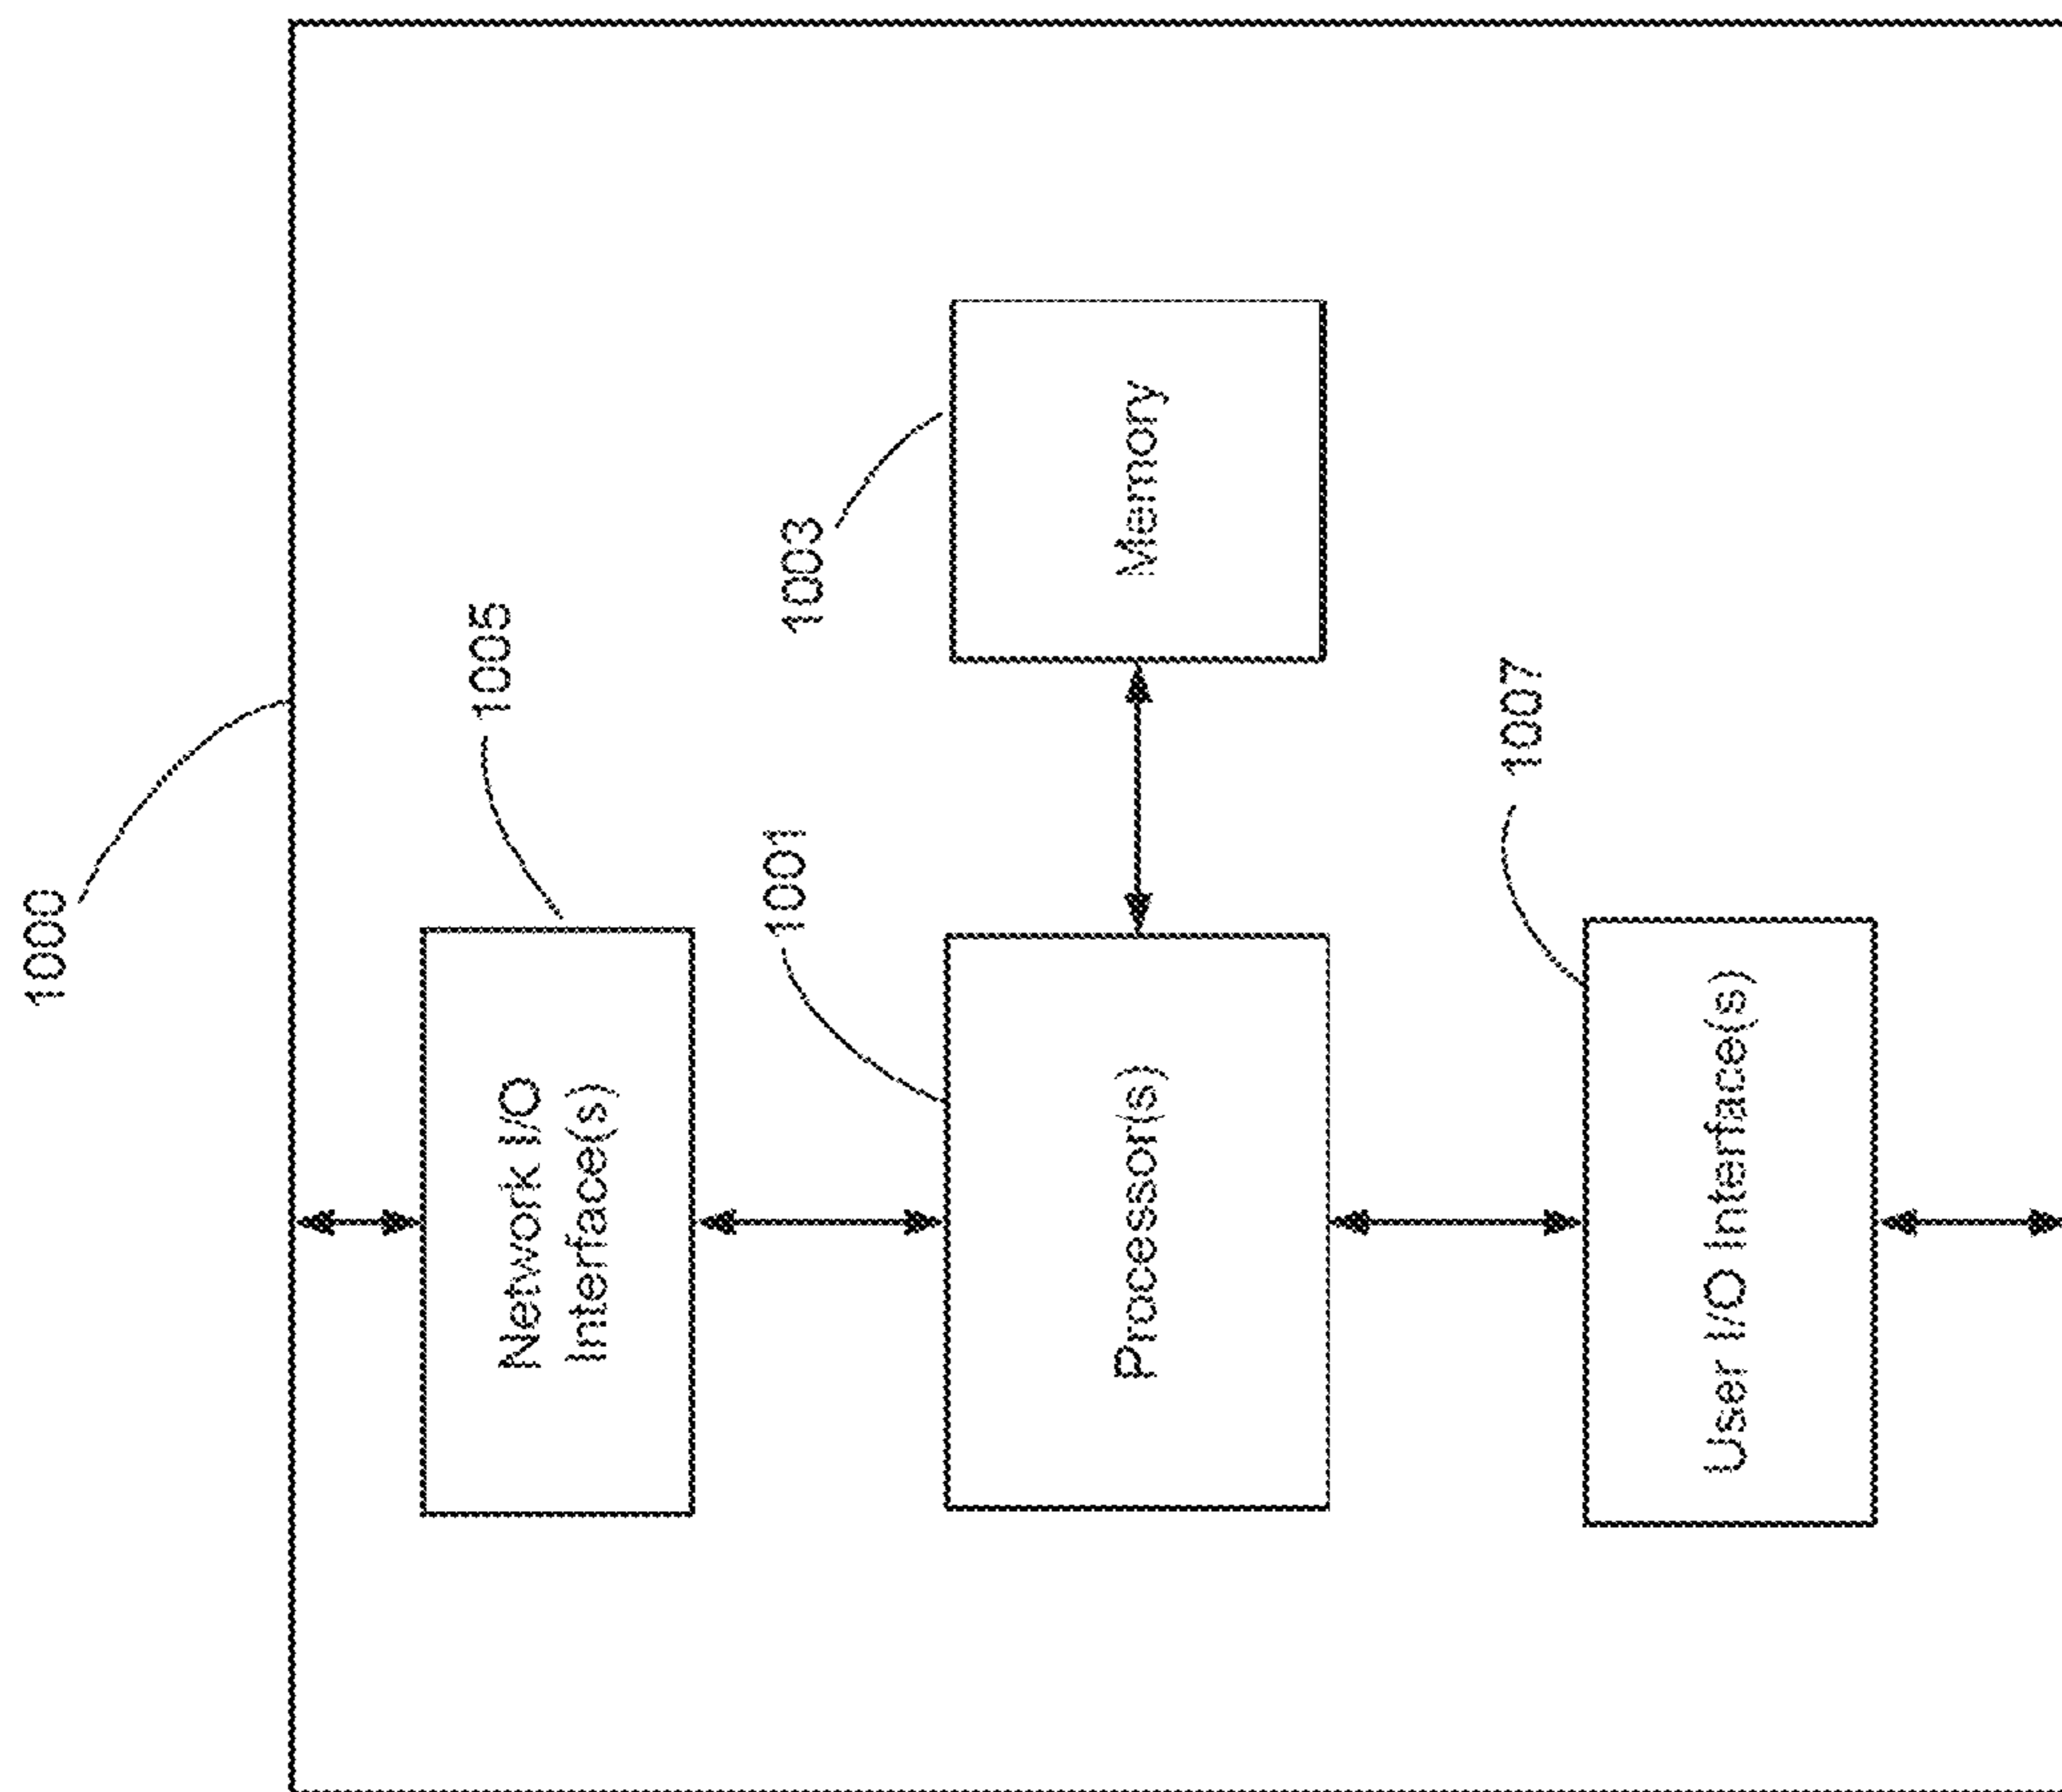 1000
1005
Network I/O
Interface(s)
1001
Processor(s)
1003
Memory
1007
User I/O Interface(s)